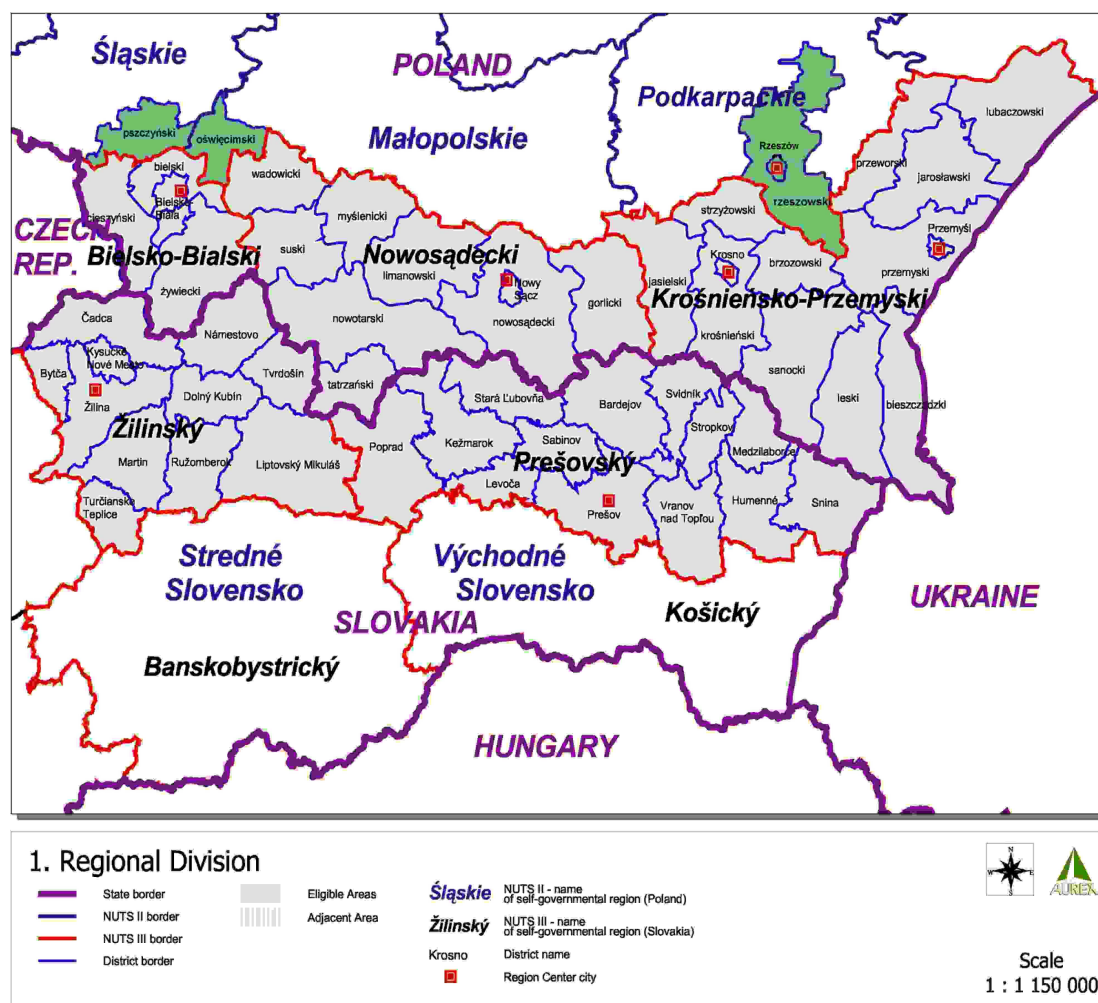 Śląskie
POLAND
Podkarpackie
Małopolskie
lubaczowski
pszczyński
oświęcimski
Rzeszów
przeworski
jarosławski
bielski
wadowicki
Bielsko-
Biała
rzeszowski
cieszyński
myślenicki
strzyżowski
Przemyśl
CZECH
REP.
Bielsko-Bialski
suski
Nowosądecki
limanowski
Nowy
Sącz
jasielski
Krosno
brzozowski
przemyski
żywiecki
gorlicki
Krośnieńsko-Przemyski
nowotarski
nowosądecki
krośnieński
Čadca
Námestovo
sanocki
Bytča
Kysucké
Nové Mesto
Tvrdošín
tatrzański
leski
bieszczadzki
Žilina
Dolný Kubín
Stará Ľubovňa
Bardejov
Svidník
Stropkov
Žilinský
Poprad
Kežmarok
Sabinov
Medzilaborce
Martin
Ružomberok
Liptovský Mikuláš
Prešovský
Levoča
Turčianske
Teplice
Prešov
Vranov
nad Topľou
Humenné
Snina
Stredné
Slovensko
Východné
Slovensko
UKRAINE
SLOVAKIA
Košický
Banskobystrický
HUNGARY
1. Regional Division
State border
NUTS II border
NUTS III border
District border
Eligible Areas
Adjacent Area
Śląskie
NUTS II - name
of self-governmental region (Poland)
Žilinský
NUTS III - name
of self-governmental region (Slovakia)
Krosno
District name
Region Center city
N
W
E
S
AUREX
Scale
1 : 1 150 000